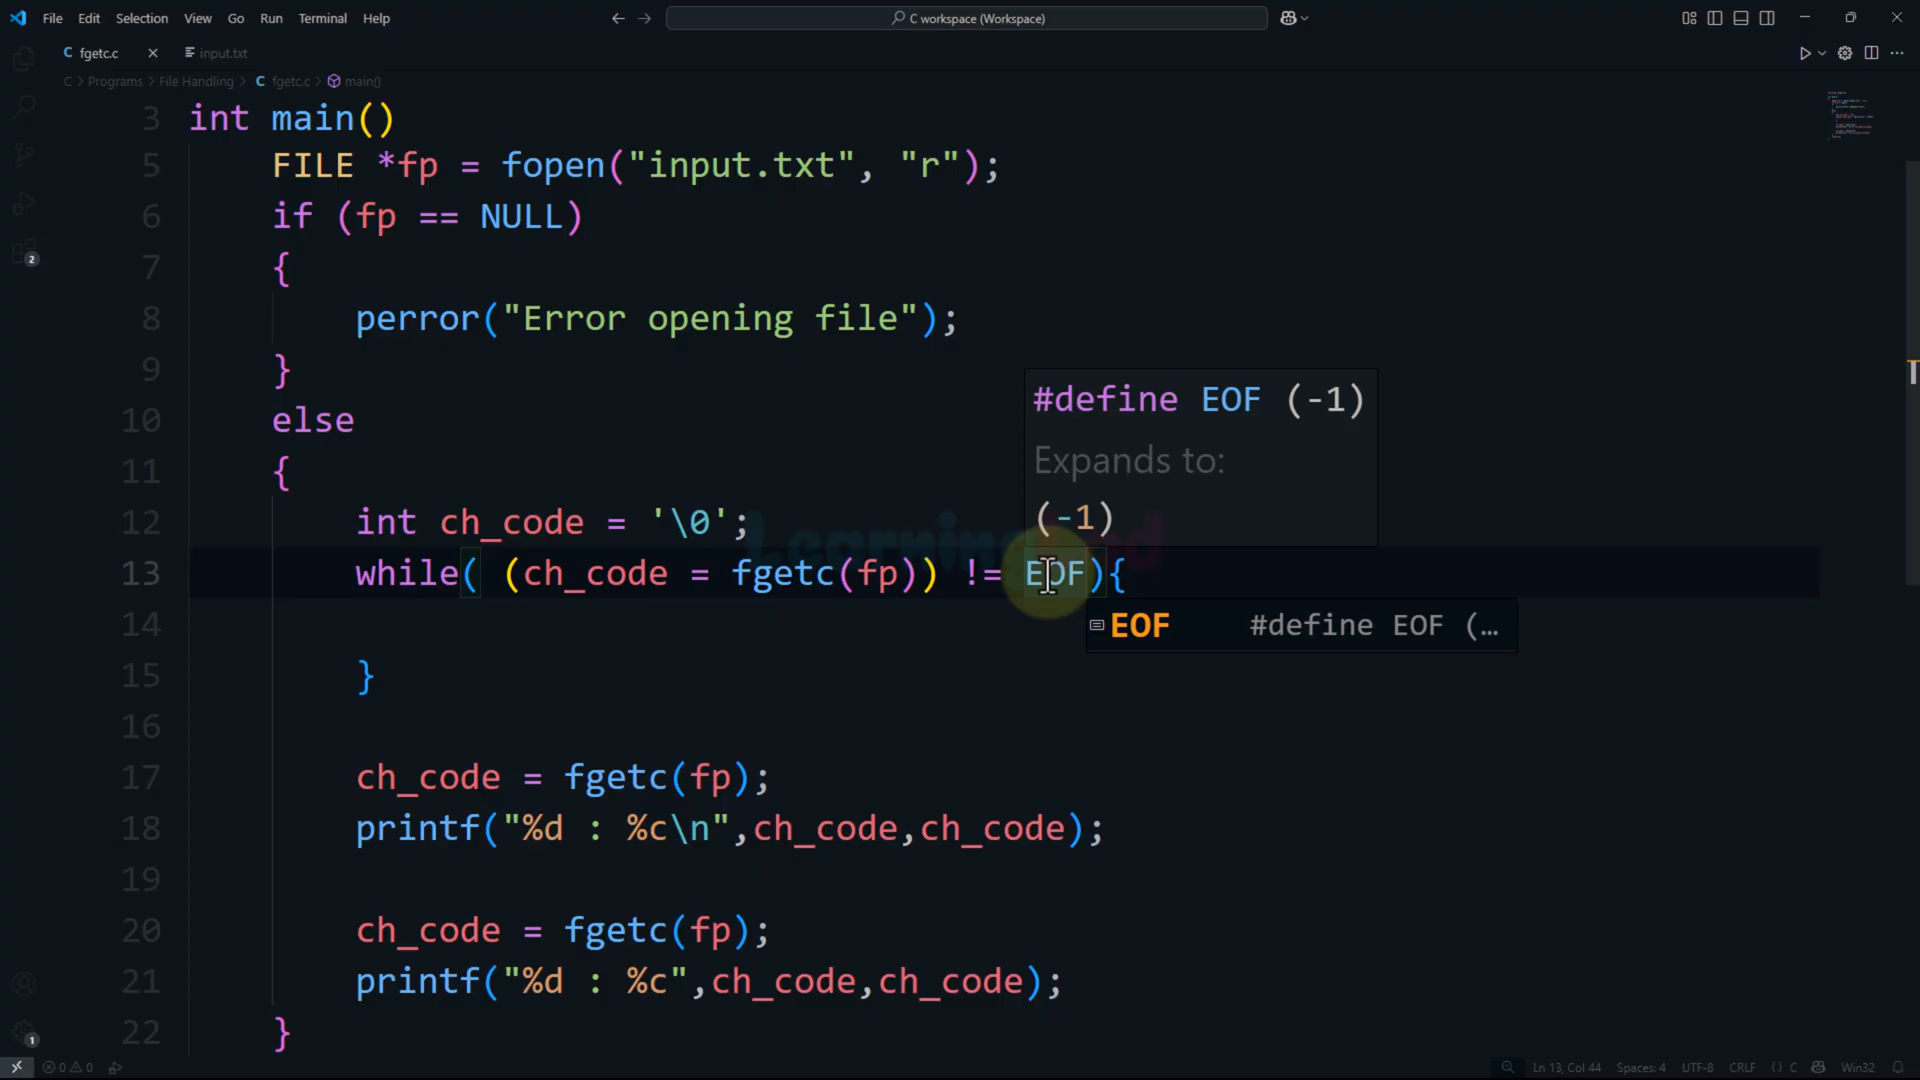 File Edit Selection View Go Run Terminal Help
C workspace (Workspace)
C fgetc.c
input.txt
C > Programs > File Handling > C fgetc.c > main()
3 int main()
5 FILE *fp = fopen("input.txt", "r");
6 if (fp == NULL)
7 {
8 perror("Error opening file");
9 }
10 else
11 {
12 int ch_code = '\0';
13 while( (ch_code = fgetc(fp)) != EOF){
14
15 }
16
17 ch_code = fgetc(fp);
18 printf("%d : %c\n",ch_code,ch_code);
19
20 ch_code = fgetc(fp);
21 printf("%d : %c",ch_code,ch_code);
22 }
#define EOF (-1)
Expands to:
(-1)
EOF #define EOF (…
2
1
0 0
Ln 13, Col 44 Spaces: 4 UTF-8 CRLF { } C Win32